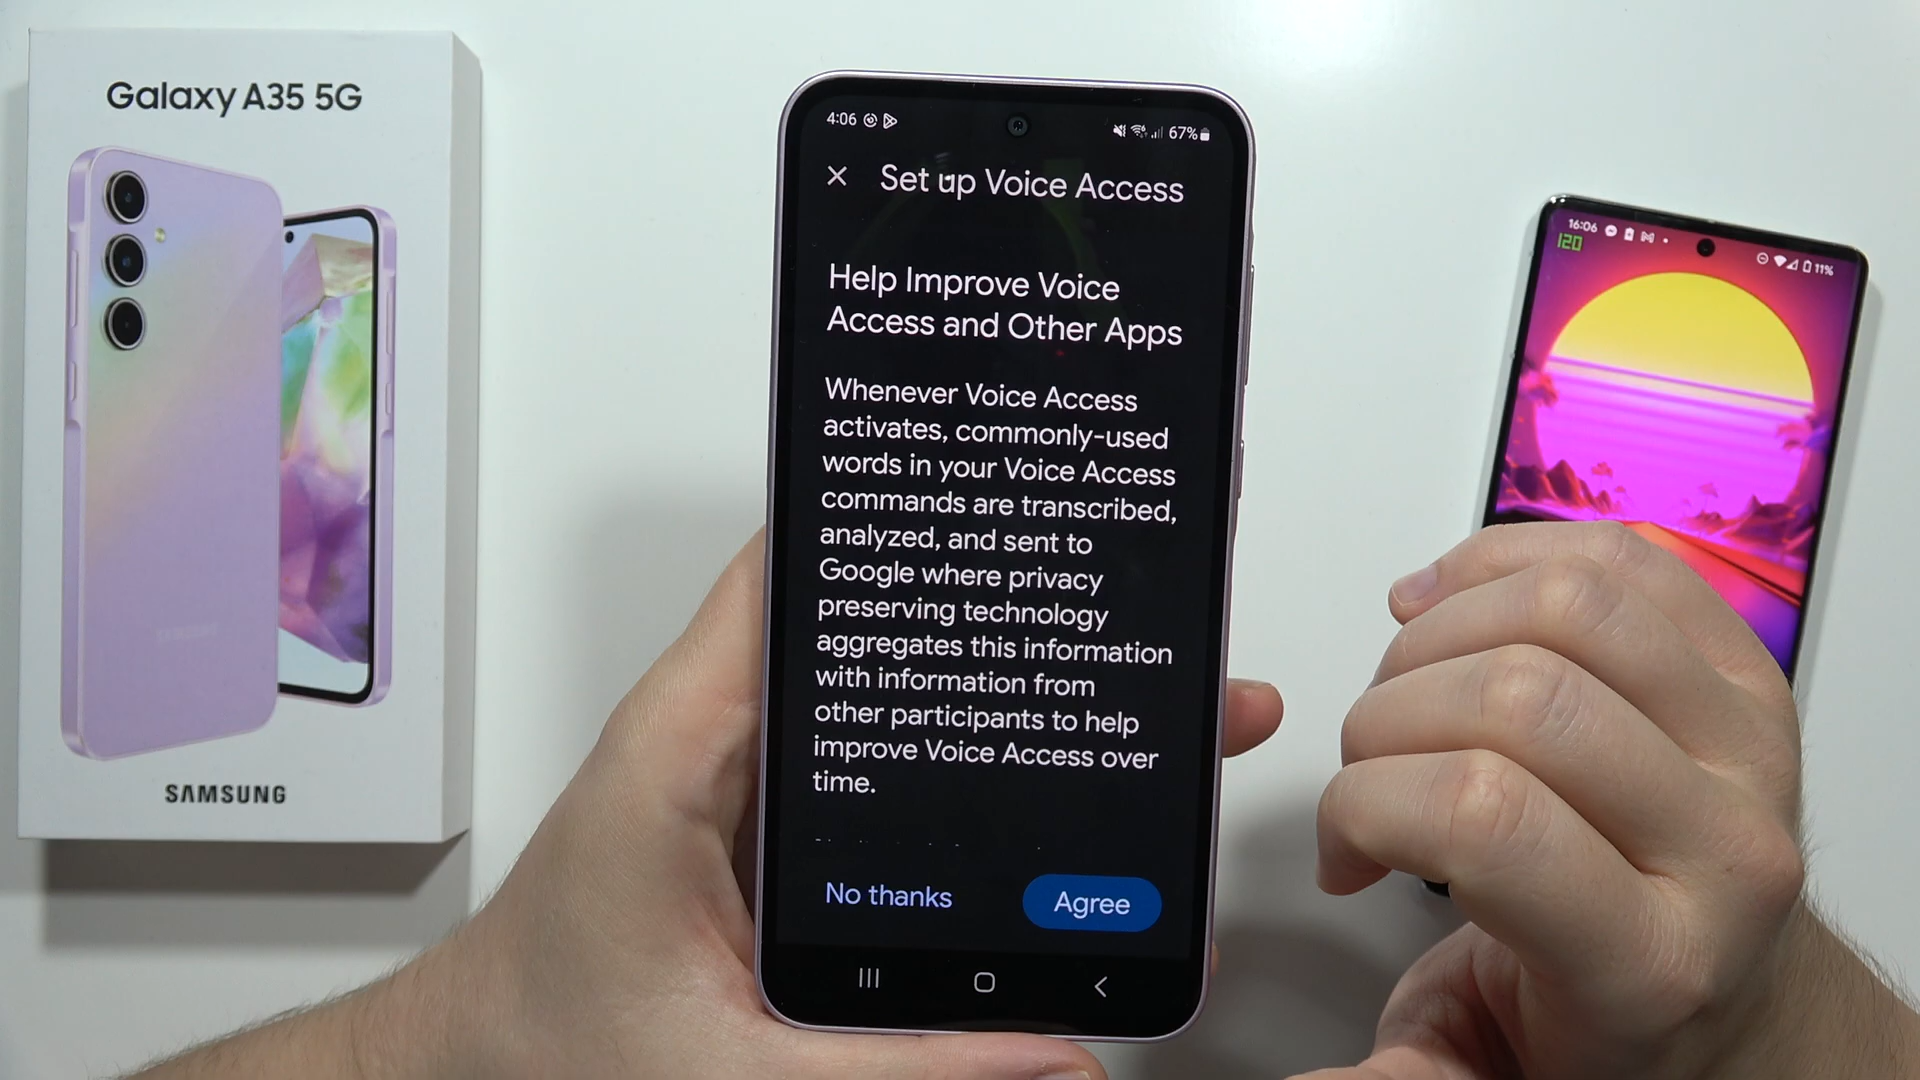 Galaxy A35 5G
SAMSUNG
SAMSUNG
4:06
67%
Set up Voice Access
Help Improve Voice
Access and Other Apps
Whenever Voice Access
activates, commonly-used
words in your Voice Access
commands are transcribed,
analyzed, and sent to
Google where privacy
preserving technology
aggregates this information
with information from
other participants to help
improve Voice Access over
time.
No thanks
Agree
16:06
11%
120